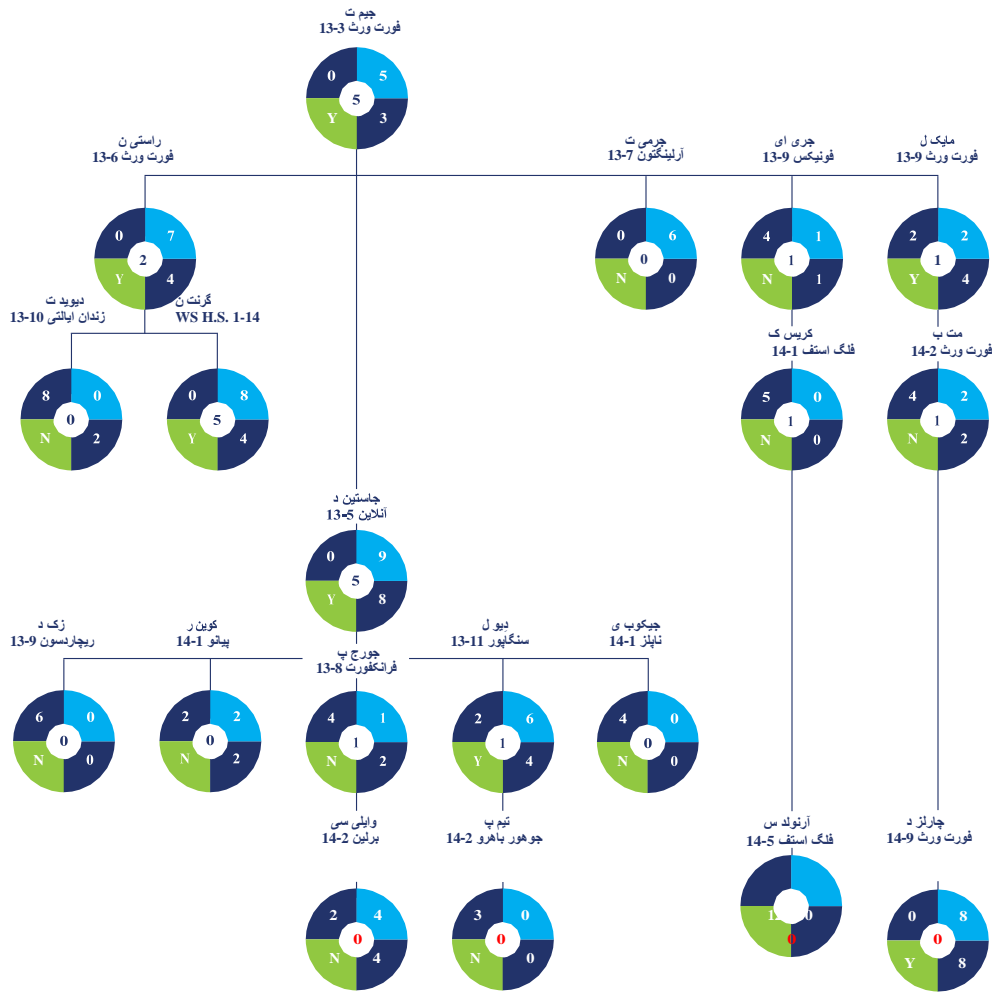 جیم ت
فورت ورث 3-13
0 5
5
Y 3
راستی ن
فورت ورث 6-13
جرمی ت
آرلینگتون 7-13
جری ای
فونیکس 9-13
مایک ل
فورت ورث 9-13
0 7
2
Y 4
0 6
0
N 0
4 1
1
N 1
2 2
1
Y 4
دیوید ت
زندان ایالتی 10-13
گرنت ن
WS H.S. 1-14
کریس ک
فلگ استف 1-14
مت ب
فورت ورث 2-14
8 0
0
N 2
0 8
5
Y 4
5 0
1
N 0
4 2
1
N 2
جاستین د
آنلاین 5-13
0 9
5
Y 8
زک د
ریچاردسون 9-13
کوین ر
پیانو 1-14
جورج پ
فرانکفورت 8-13
دیو ل
سنگاپور 11-13
جیکوب ی
ناپلز 1-14
6 0
0
N 0
2 2
0
N 2
4 1
1
N 2
2 6
1
Y 4
4 0
0
N 0
وایلی سی
برلین 2-14
تیم پ
جوهور باهرو 2-14
آرنولد س
فلگ استف 5-14
چارلز د
فورت ورث 9-14
2 4
0
N 4
3 0
0
N 0
0
0 8
0
Y 8